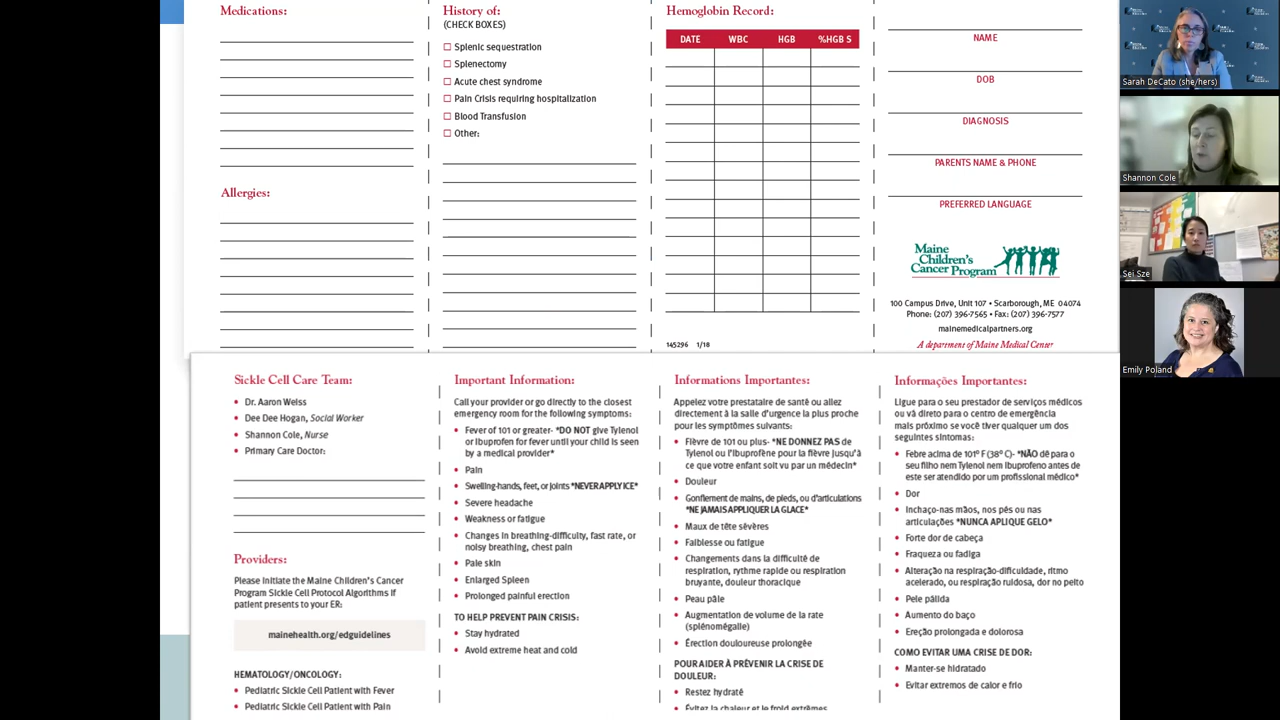 Medications:
Allergies:
History of:
(CHECK BOXES)
Splenic sequestration
Splenectomy
Acute chest syndrome
Pain Crisis requiring hospitalization
Blood Transfusion
Other:
Hemoglobin Record:
DATE WBC HGB %HGB S
145296 1/18
NAME
DOB
DIAGNOSIS
PARENTS NAME & PHONE
PREFERRED LANGUAGE
Maine
Children's
Cancer Program
100 Campus Drive, Unit 107 • Scarborough, ME 04074
Phone: (207) 396-7565 • Fax: (207) 396-7577
mainemedicalpartners.org
A department of Maine Medical Center
Sickle Cell Care Team:
• Dr. Aaron Weiss
• Dee Dee Hogan, Social Worker
• Shannon Cole, Nurse
• Primary Care Doctor:
Providers:
Please initiate the Maine Children's Cancer
Program Sickle Cell Protocol Algorithms if
patient presents to your ER:
mainehealth.org/edguidelines
HEMATOLOGY/ONCOLOGY:
• Pediatric Sickle Cell Patient with Fever
• Pediatric Sickle Cell Patient with Pain
Important Information:
Call your provider or go directly to the closest
emergency room for the following symptoms:
• Fever of 101 or greater- *DO NOT give Tylenol
or Ibuprofen for fever until your child is seen
by a medical provider*
• Pain
• Swelling-hands, feet, or joints *NEVER APPLY ICE*
• Severe headache
• Weakness or fatigue
• Changes in breathing-difficulty, fast rate, or
noisy breathing, chest pain
• Pale skin
• Enlarged Spleen
• Prolonged painful erection
TO HELP PREVENT PAIN CRISIS:
• Stay hydrated
• Avoid extreme heat and cold
Informations Importantes:
Appelez votre prestataire de santé ou allez
directement à la salle d'urgence la plus proche
pour les symptômes suivants:
• Fièvre de 101 ou plus- *NE DONNEZ PAS de
Tylenol ou l'Ibuprofène pour la fièvre jusqu'à
ce que votre enfant soit vu par un médecin*
• Douleur
• Gonflement de mains, de pieds, ou d'articulations
*NE JAMAIS APPLIQUER LA GLACE*
• Maux de tête sévères
• Faiblesse ou fatigue
• Changements dans la difficulté de
respiration, rythme rapide ou respiration
bruyante, douleur thoracique
• Peau pâle
• Augmentation de volume de la rate
(splénomégalie)
• Érection douloureuse prolongée
POUR AIDER À PRÉVENIR LA CRISE DE
DOULEUR:
• Restez hydraté
• Évitez la chaleur et le froid extrêmes
Informações Importantes:
Ligue para o seu prestador de serviços médicos
ou vá direto para o centro de emergência
mais próximo se você tiver qualquer um dos
seguintes sintomas:
• Febre acima de 101º F (38º C)- *NÃO dê para o
seu filho nem Tylenol nem Ibuprofeno antes de
este ser atendido por um profissional médico*
• Dor
• Inchaço-nas mãos, nos pés ou nas
articulações *NUNCA APLIQUE GELO*
• Forte dor de cabeça
• Fraqueza ou fadiga
• Alteração na respiração-dificuldade, ritmo
acelerado, ou respiração ruidosa, dor no peito
• Pele pálida
• Aumento do baço
• Ereção prolongada e dolorosa
COMO EVITAR UMA CRISE DE DOR:
• Manter-se hidratado
• Evitar extremos de calor e frio
Sarah DeCato (she/hers)
Shannon Cole
Sei Sze
Emily Poland